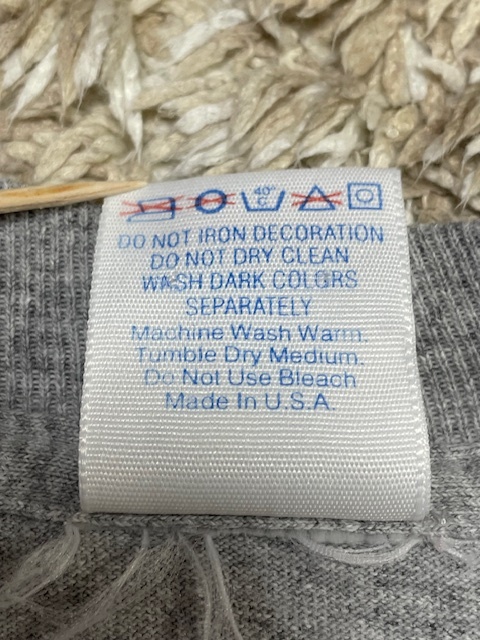 40°
C
DO NOT IRON DECORATION
DO NOT DRY CLEAN
WASH DARK COLORS
SEPARATELY
Machine Wash Warm.
Tumble Dry Medium.
Do Not Use Bleach
Made In U.S.A.